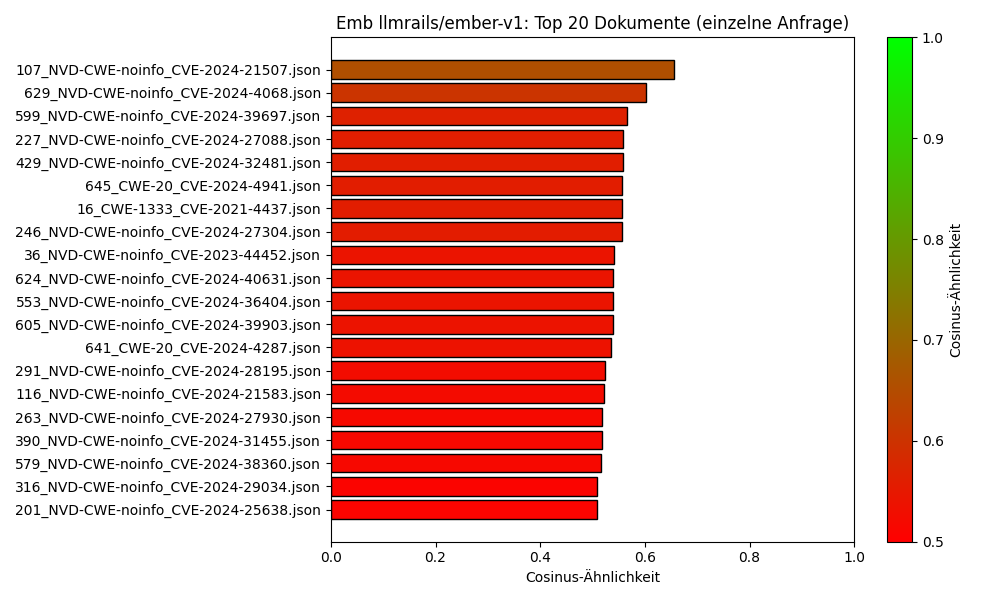 Emb llmrails/ember-v1: Top 20 Dokumente (einzelne Anfrage)
107_NVD-CWE-noinfo_CVE-2024-21507.json
629_NVD-CWE-noinfo_CVE-2024-4068.json
599_NVD-CWE-noinfo_CVE-2024-39697.json
227_NVD-CWE-noinfo_CVE-2024-27088.json
429_NVD-CWE-noinfo_CVE-2024-32481.json
645_CWE-20_CVE-2024-4941.json
16_CWE-1333_CVE-2021-4437.json
246_NVD-CWE-noinfo_CVE-2024-27304.json
36_NVD-CWE-noinfo_CVE-2023-44452.json
624_NVD-CWE-noinfo_CVE-2024-40631.json
553_NVD-CWE-noinfo_CVE-2024-36404.json
605_NVD-CWE-noinfo_CVE-2024-39903.json
641_CWE-20_CVE-2024-4287.json
291_NVD-CWE-noinfo_CVE-2024-28195.json
116_NVD-CWE-noinfo_CVE-2024-21583.json
263_NVD-CWE-noinfo_CVE-2024-27930.json
390_NVD-CWE-noinfo_CVE-2024-31455.json
579_NVD-CWE-noinfo_CVE-2024-38360.json
316_NVD-CWE-noinfo_CVE-2024-29034.json
201_NVD-CWE-noinfo_CVE-2024-25638.json
0.0 0.2 0.4 0.6 0.8 1.0
Cosinus-Ähnlichkeit
1.0
0.9
0.8
0.7
0.6
0.5
Cosinus-Ähnlichkeit